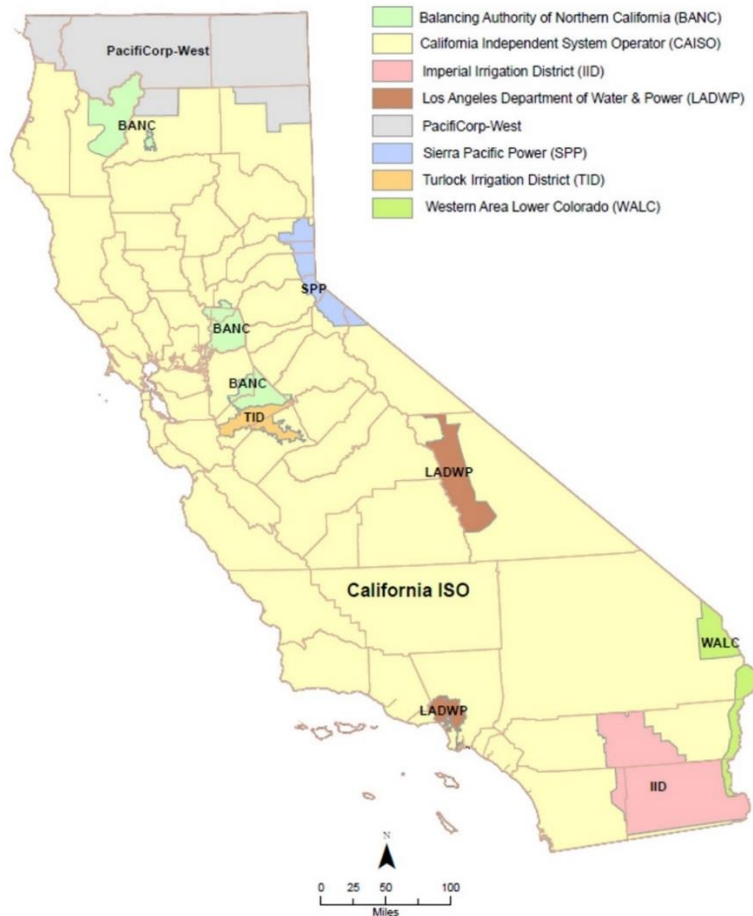 Balancing Authority of Northern California (BANC)
California Independent System Operator (CAISO)
Imperial Irrigation District (IID)
Los Angeles Department of Water & Power (LADWP)
PacifiCorp-West
Sierra Pacific Power (SPP)
Turlock Irrigation District (TID)
Western Area Lower Colorado (WALC)
PacifiCorp-West
BANC
SPP
BANC
BANC
TID
LADWP
California ISO
WALC
LADWP
IID
N
0 25 50 100
Miles